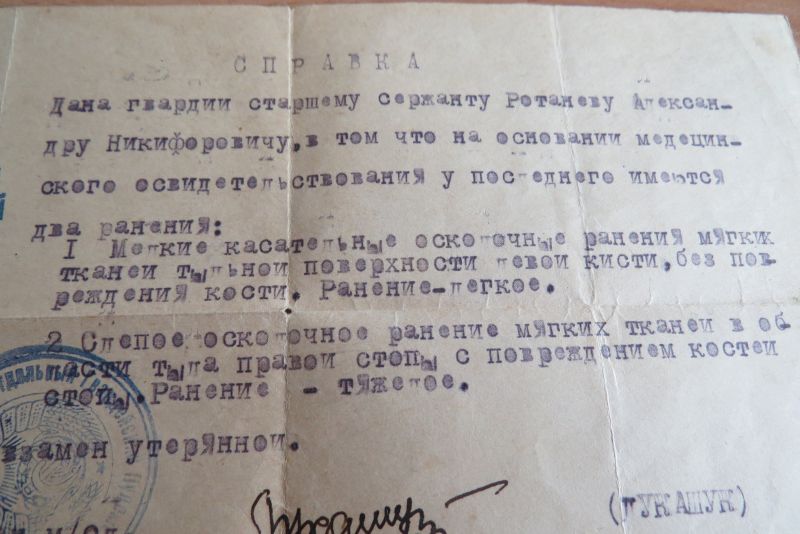 СПРАВКА
Дана гвардии старшему сержанту Ротаневу Алексан-
дру Никифоровичу, в том что на основании медецин-
ского освидетельствования у последнего имеются
два ранения:
I Мелкие касательные осколочные ранения мягких
тканей тыльной поверхности левой кисти, без пов-
реждения кости. Ранение-легкое.
2 Слепое осколочное ранение мягких тканей в об-
ласти тыла правой стопы с повреждением костей
стопы. Ранение - тяжелое.
взамен утерянной.
(ЛУКАШУК)